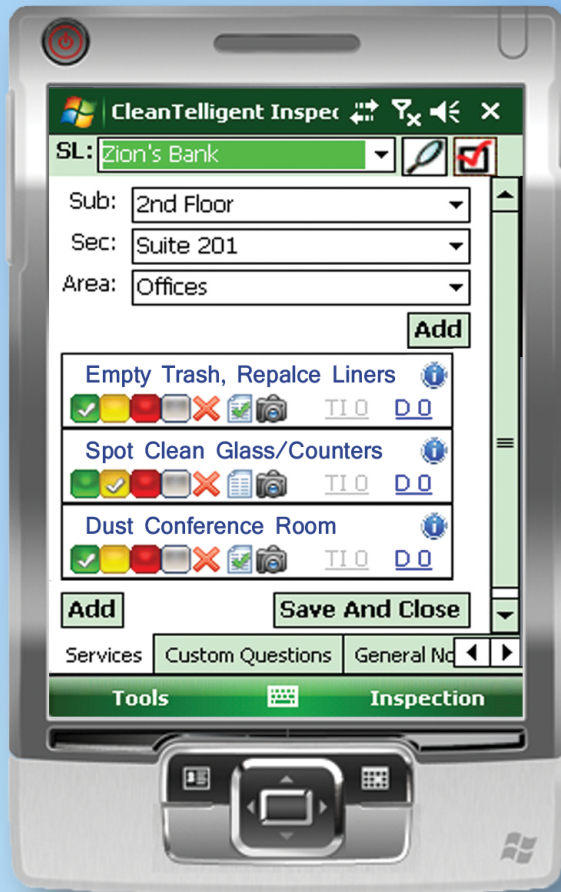 CleanTelligent Inspec
SL: Zion's Bank
Sub: 2nd Floor
Sec: Suite 201
Area: Offices
Add
Empty Trash, Repalce Liners
TI 0 D 0
Spot Clean Glass/Counters
TI 0 D 0
Dust Conference Room
TI 0 D 0
Add Save And Close
Services Custom Questions General No
Tools Inspection